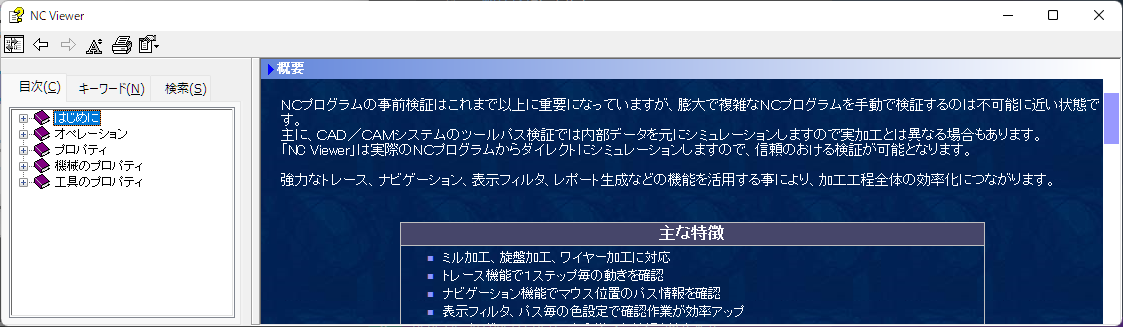 NC Viewer
目次(C)
キーワード(N)
検索(S)
はじめに
オペレーション
プロパティ
機械のプロパティ
工具のプロパティ
概要
NCプログラムの事前検証はこれまで以上に重要になっていますが、膨大で複雑なNCプログラムを手動で検証するのは不可能に近い状態で
す。
主に、CAD／CAMシステムのツールパス検証では内部データを元にシミュレーションしますので実加工とは異なる場合もあります。
「NC Viewer」は実際のNCプログラムからダイレクトにシミュレーションしますので、信頼のおける検証が可能となります。
強力なトレース、ナビゲーション、表示フィルタ、レポート生成などの機能を活用する事により、加工工程全体の効率化につながります。
主な特徴
ミル加工、旋盤加工、ワイヤー加工に対応
トレース機能で1ステップ毎の動きを確認
ナビゲーション機能でマウス位置のパス情報を確認
表示フィルタ、パス毎の色設定で確認作業が効率アップ